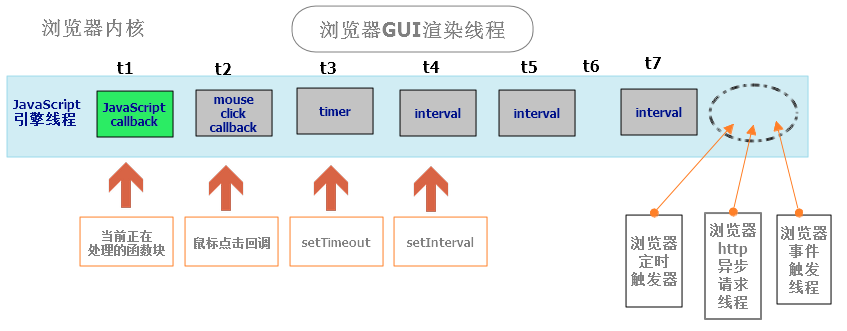 浏览器内核
浏览器GUI渲染线程
t1
t2
t3
t4
t5
t6
t7
JavaScript
引擎线程
JavaScript
callback
mouse
click
callback
timer
interval
interval
interval
当前正在
处理的函数块
鼠标点击回调
setTimeout
setInterval
浏览器
定时
触发器
浏览器
http
异步
请求
线程
浏览器
事件
触发
线程